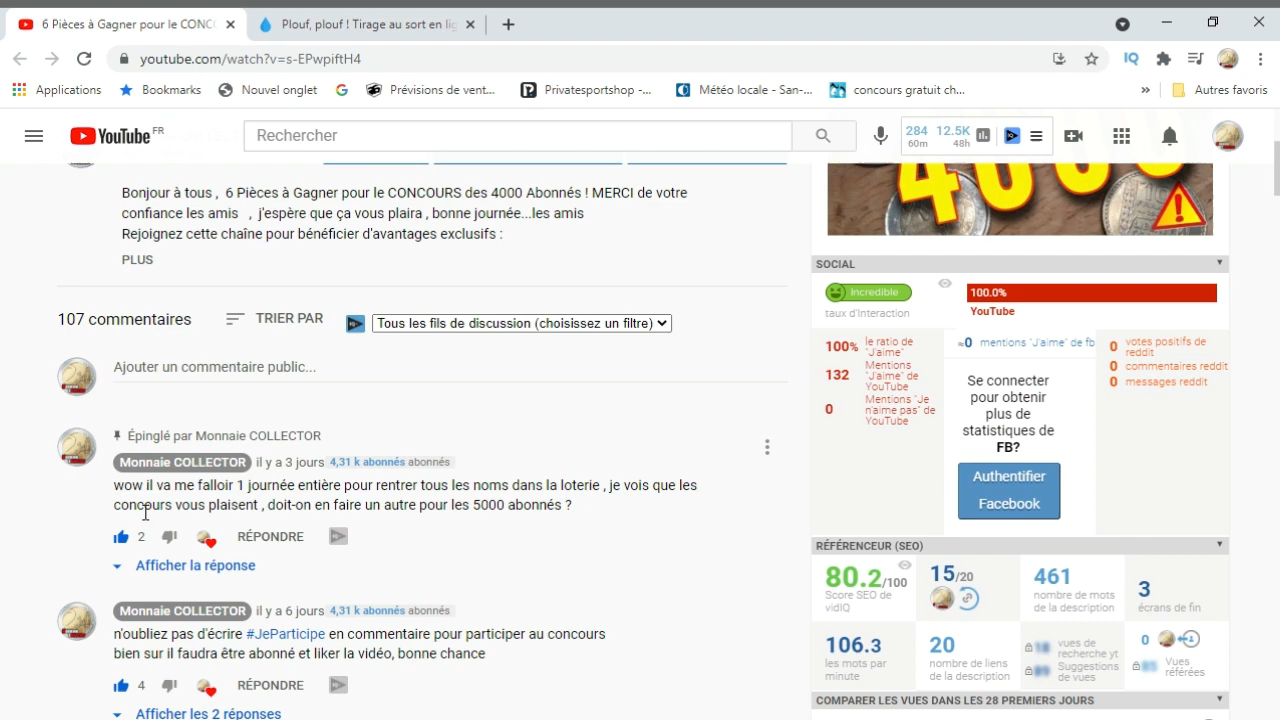 6 Pièces à Gagner pour le CONC
Plouf, plouf ! Tirage au sort en lig
youtube.com/watch?v=s-EPwpiftH4
Applications
Bookmarks
Nouvel onglet
Prévisions de vent...
Privatesportshop -...
Météo locale - San-...
concours gratuit ch...
»
Autres favoris
YouTube FR
Rechercher
284
60m
12.5K
48h
4000
Bonjour à tous , 6 Pièces à Gagner pour le CONCOURS des 4000 Abonnés ! MERCI de votre
confiance les amis , j'espère que ça vous plaira , bonne journée...les amis
Rejoignez cette chaîne pour bénéficier d'avantages exclusifs :
PLUS
107 commentaires
TRIER PAR
Tous les fils de discussion (choisissez un filtre)
Ajouter un commentaire public...
Épinglé par Monnaie COLLECTOR
Monnaie COLLECTOR il y a 3 jours 4,31 k abonnés abonnés
wow il va me falloir 1 journée entière pour rentrer tous les noms dans la loterie , je vois que les
concours vous plaisent , doit-on en faire un autre pour les 5000 abonnés ?
2
RÉPONDRE
Afficher la réponse
Monnaie COLLECTOR il y a 6 jours 4,31 k abonnés abonnés
n'oubliez pas d'écrire #JeParticipe en commentaire pour participer au concours
bien sur il faudra être abonné et liker la vidéo, bonne chance
4
RÉPONDRE
Afficher les 2 réponses
SOCIAL
Incredible
taux d'interaction
100.0%
YouTube
100% le ratio de
"J'aime"
132 Mentions
"J'aime" de
YouTube
0 Mentions "Je
n'aime pas" de
YouTube
≈0 mentions "J'aime" de fb
Se connecter
pour obtenir
plus de
statistiques de
FB?
Authentifier
Facebook
0 votes positifs de
reddit
0 commentaires reddit
0 messages reddit
RÉFÉRENCEUR (SEO)
80.2/100
Score SEO de
vidIQ
15/20
461
nombre de mots
de la description
3
écrans de fin
106.3
les mots par
minute
20
nombre de liens
de la description
vues de
recherche yt
Suggestions
de vues
0
Vues
référées
COMPARER LES VUES DANS LES 28 PREMIERS JOURS